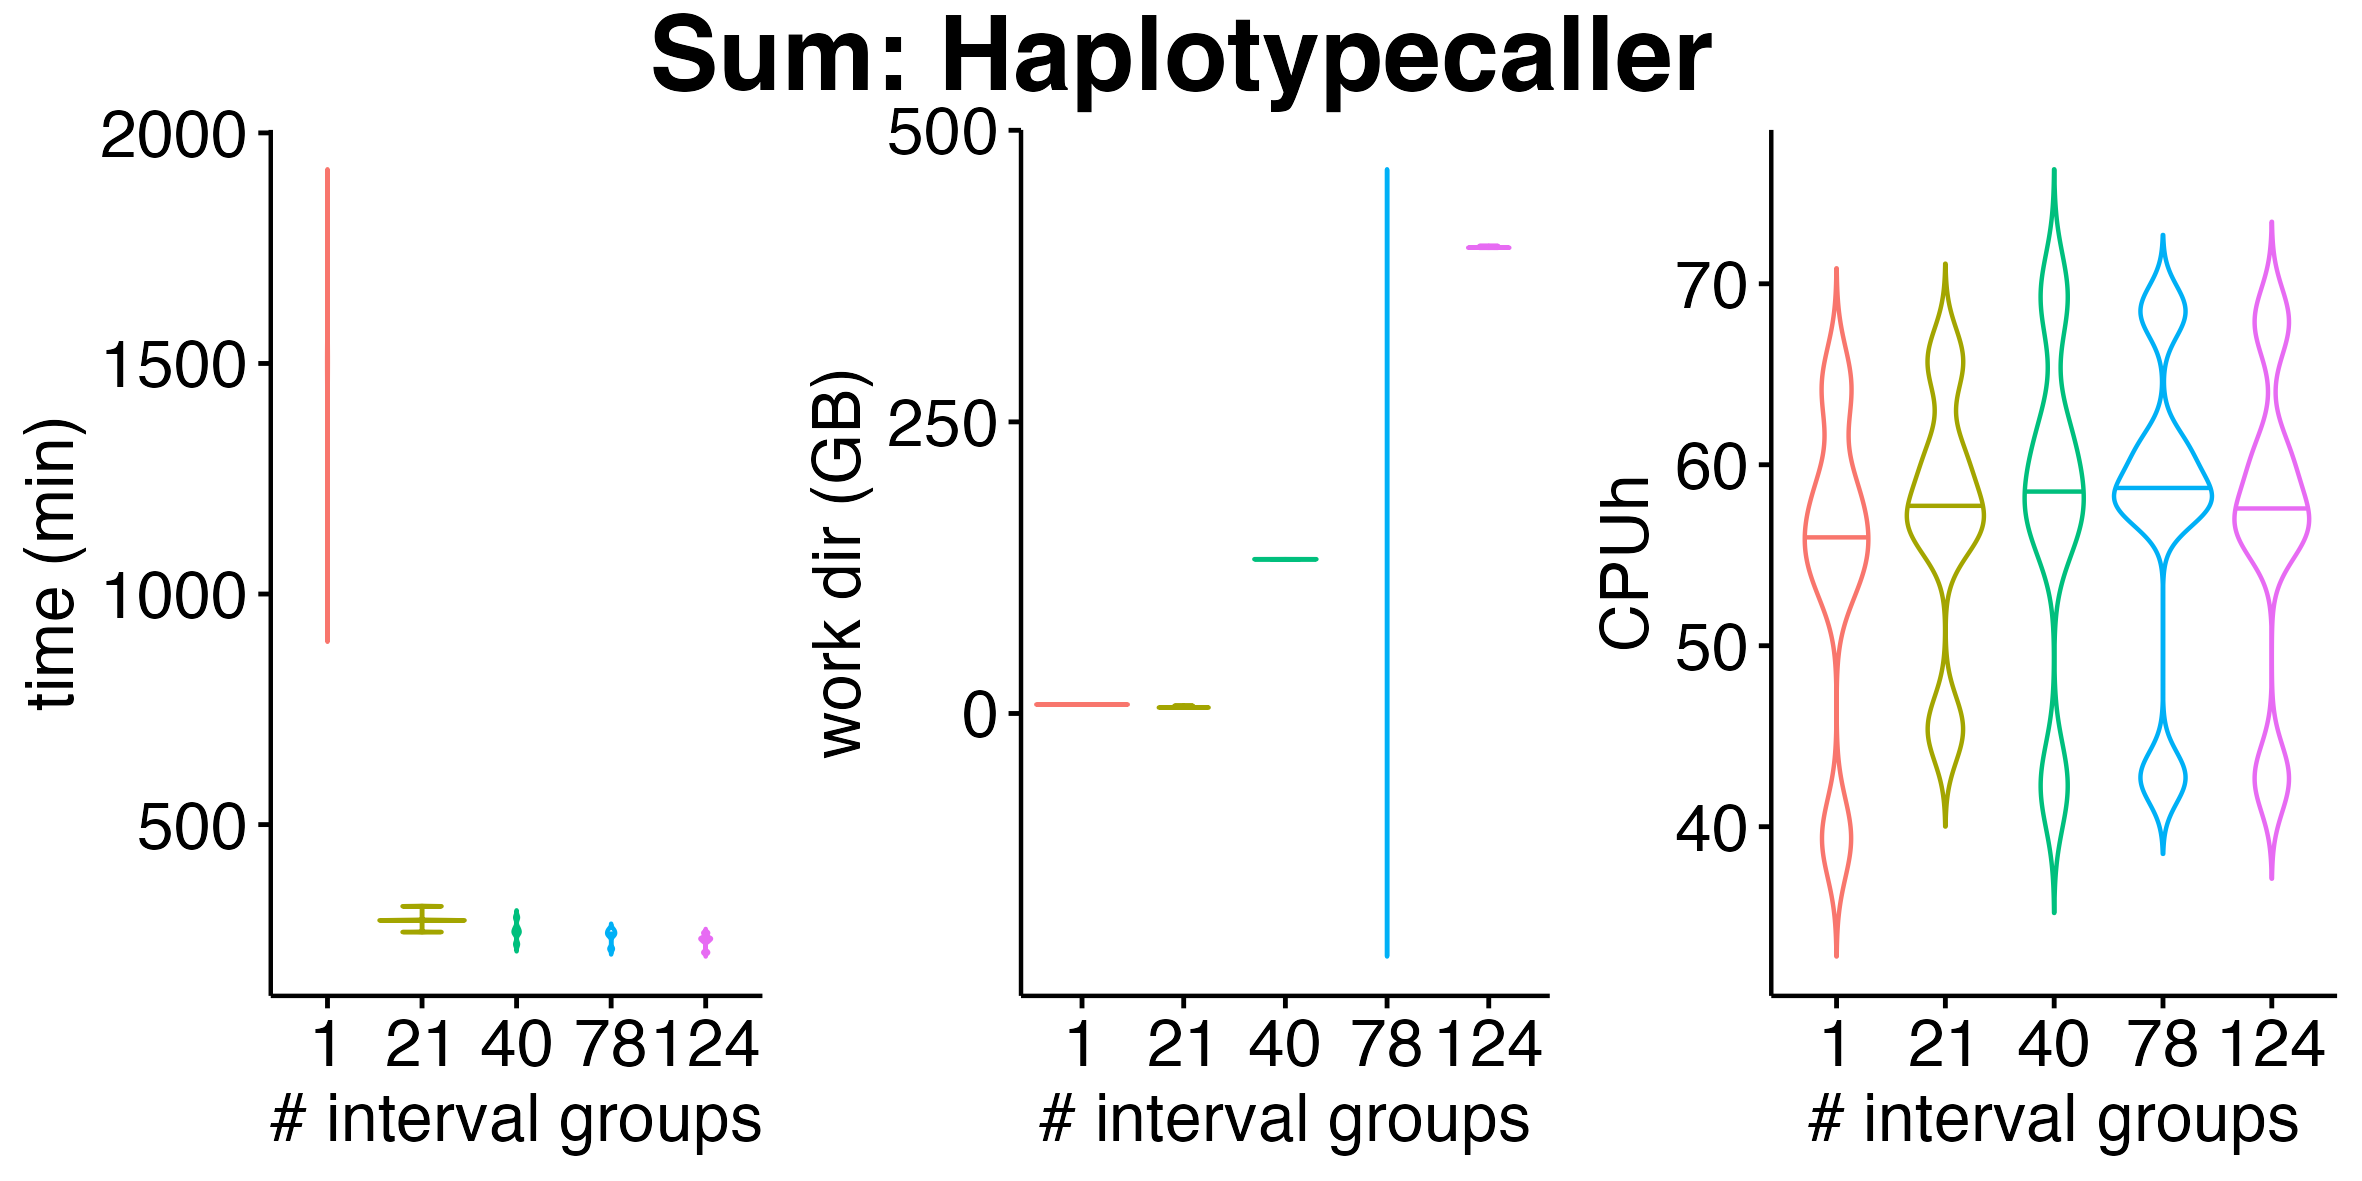 Sum: Haplotypecaller
time (min)
2000
1500
1000
500
1 21 40 78 124
# interval groups
work dir (GB)
500
250
0
1 21 40 78 124
# interval groups
CPUh
70
60
50
40
1 21 40 78 124
# interval groups